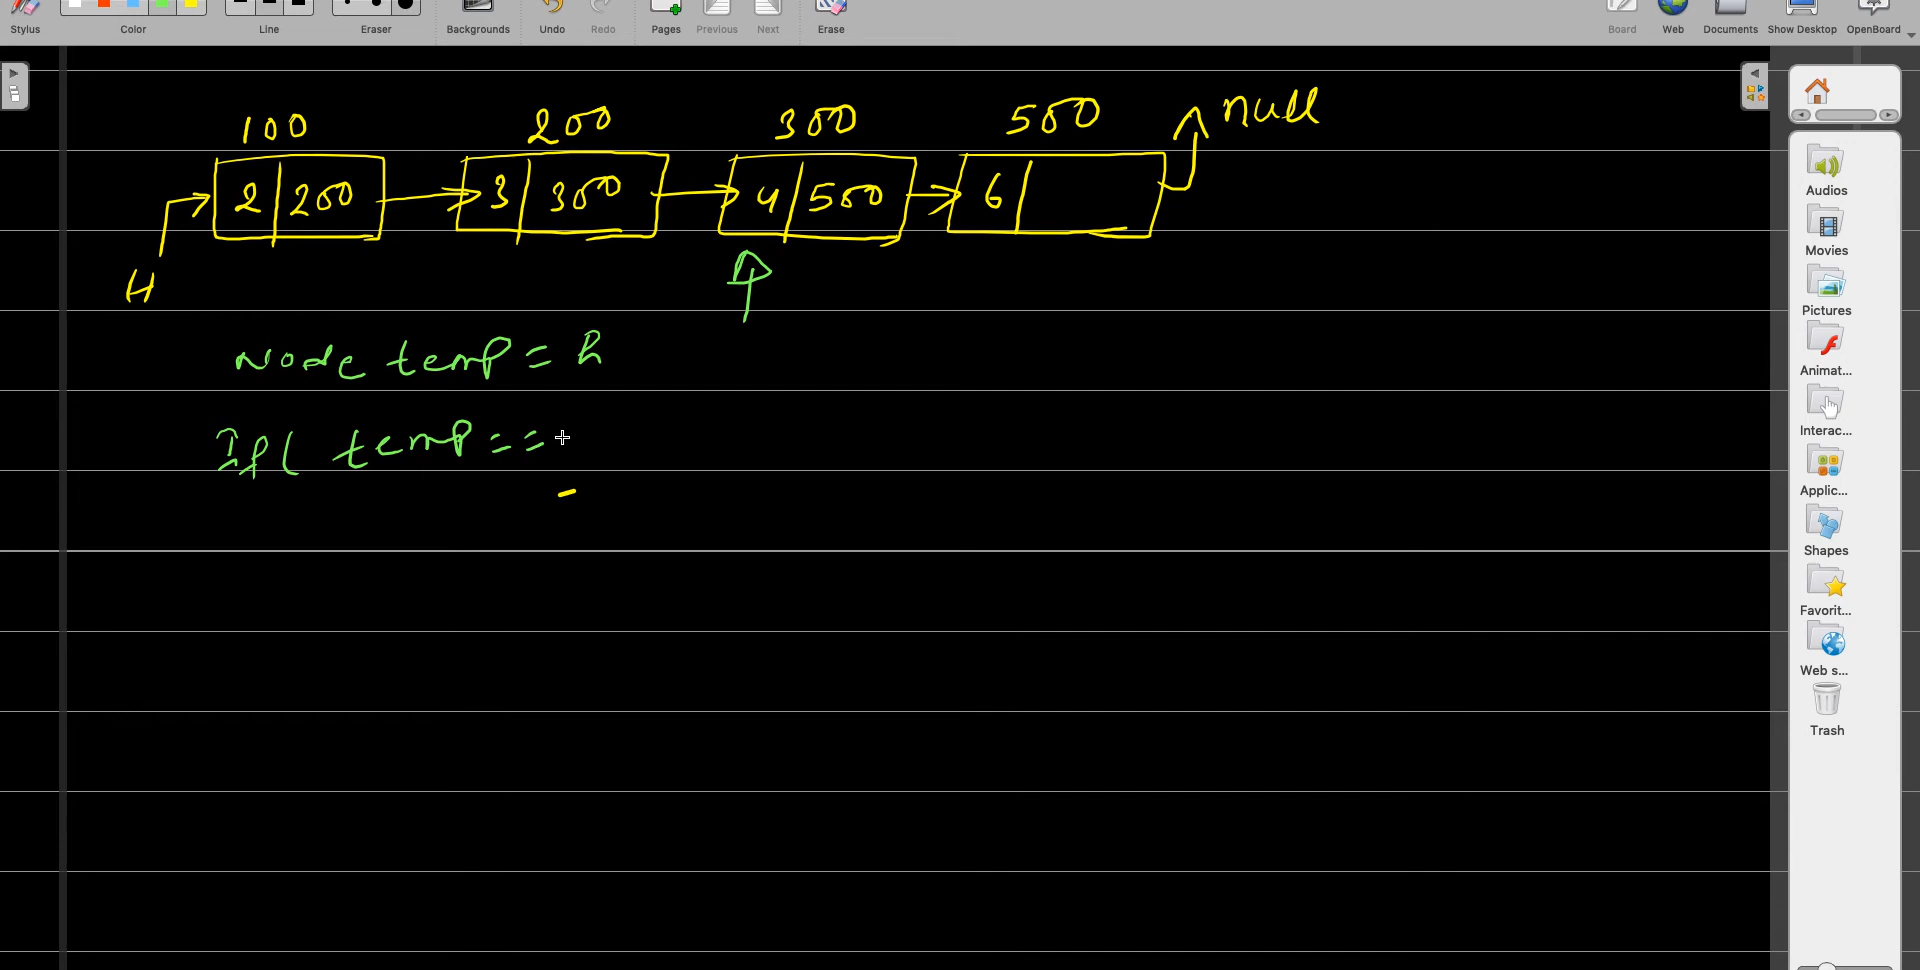 Stylus Color Line Eraser Backgrounds Undo Redo Pages Previous Next Erase Board Web Documents Show Desktop OpenBoard
100 200 300 500 null
2 200 3 300 4 500 6
H
Node temp = h
If( temp ==
Audios
Movies
Pictures
Animat...
Interac...
Applic...
Shapes
Favorit...
Web s...
Trash